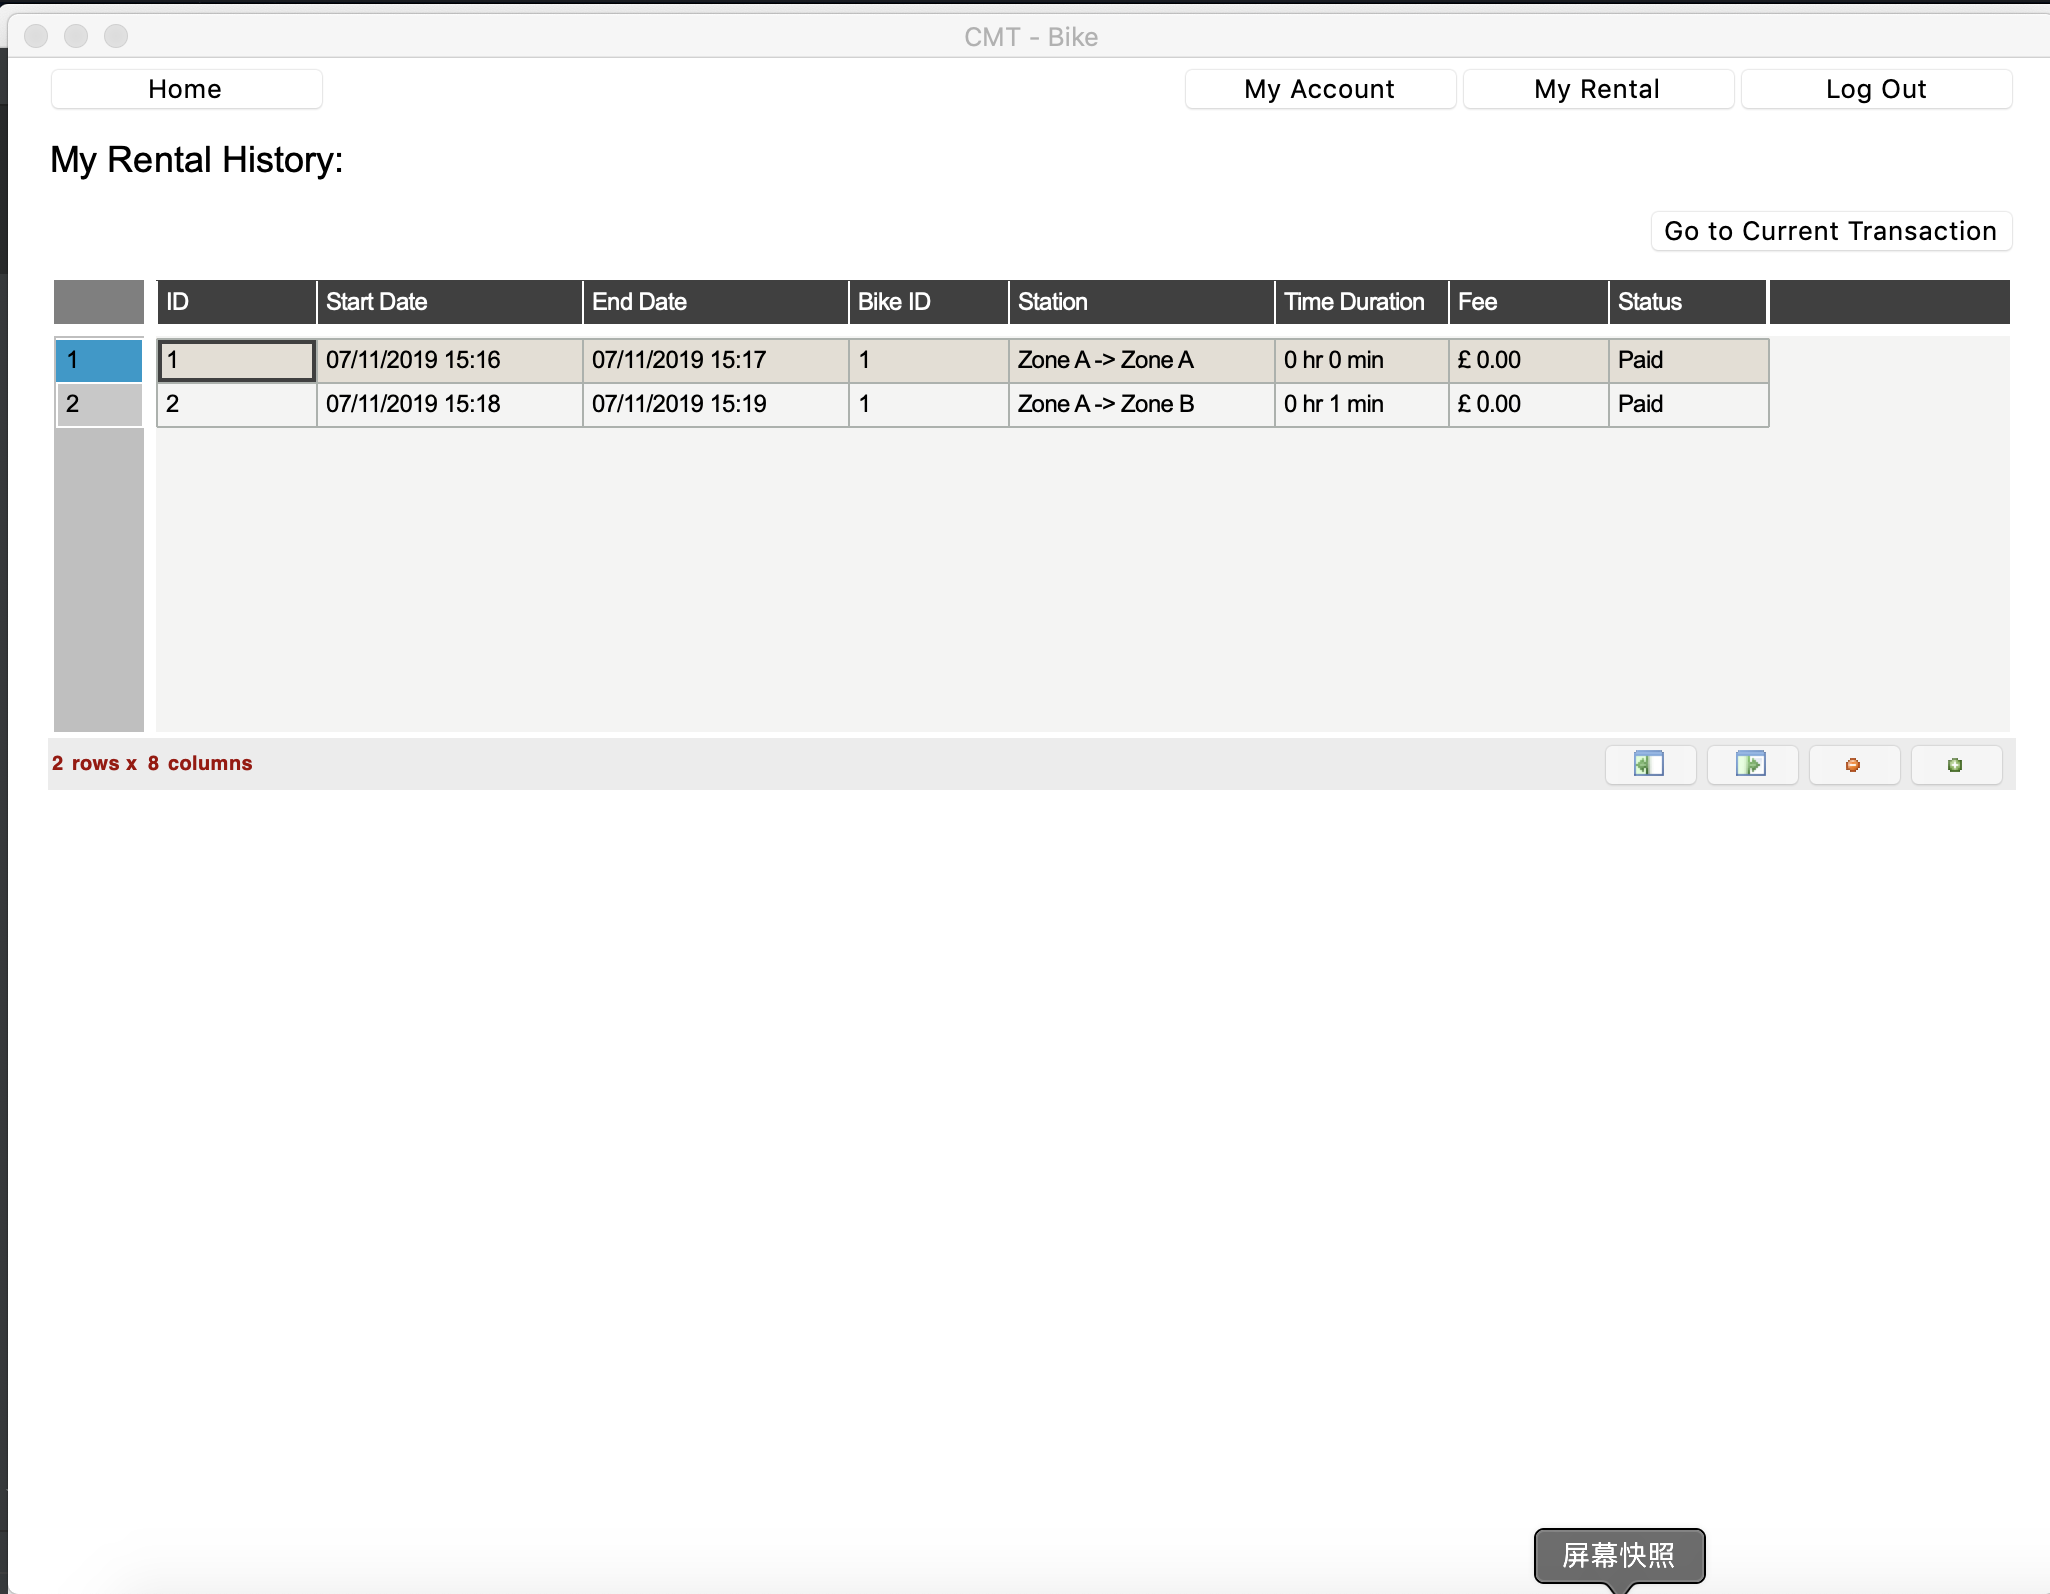 CMT - Bike
Home My Account My Rental Log Out
My Rental History:
Go to Current Transaction
ID Start Date End Date Bike ID Station Time Duration Fee Status
1 1 07/11/2019 15:16 07/11/2019 15:17 1 Zone A -> Zone A 0 hr 0 min £ 0.00 Paid
2 2 07/11/2019 15:18 07/11/2019 15:19 1 Zone A -> Zone B 0 hr 1 min £ 0.00 Paid
2 rows x 8 columns
屏幕快照